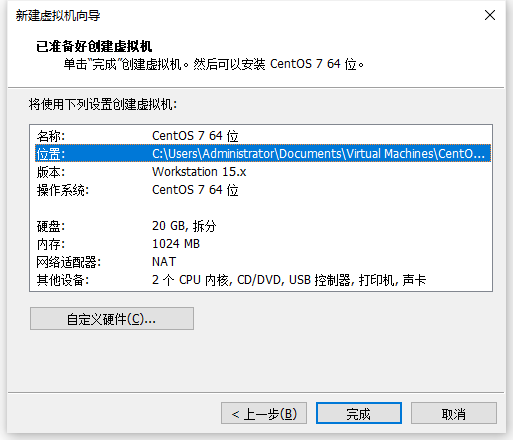 新建虚拟机向导
已准备好创建虚拟机
单击“完成”创建虚拟机。然后可以安装 CentOS 7 64 位。
将使用下列设置创建虚拟机:
名称: CentOS 7 64 位
位置: C:\Users\Administrator\Documents\Virtual Machines\CentO...
版本: Workstation 15.x
操作系统: CentOS 7 64 位
硬盘: 20 GB, 拆分
内存: 1024 MB
网络适配器: NAT
其他设备: 2 个 CPU 内核, CD/DVD, USB 控制器, 打印机, 声卡
自定义硬件(C)...
< 上一步(B) 完成 取消